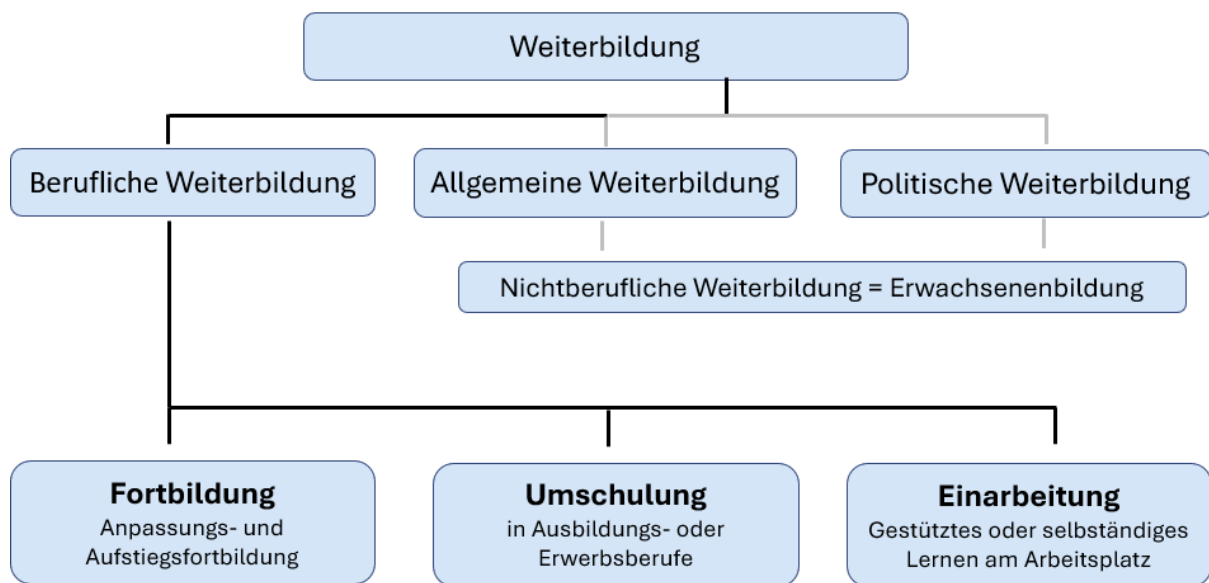 Weiterbildung
Berufliche Weiterbildung
Allgemeine Weiterbildung
Politische Weiterbildung
Nichtberufliche Weiterbildung = Erwachsenenbildung
Fortbildung
Anpassungs- und
Aufstiegsfortbildung
Umschulung
in Ausbildungs- oder
Erwerbsberufe
Einarbeitung
Gestütztes oder selbständiges
Lernen am Arbeitsplatz